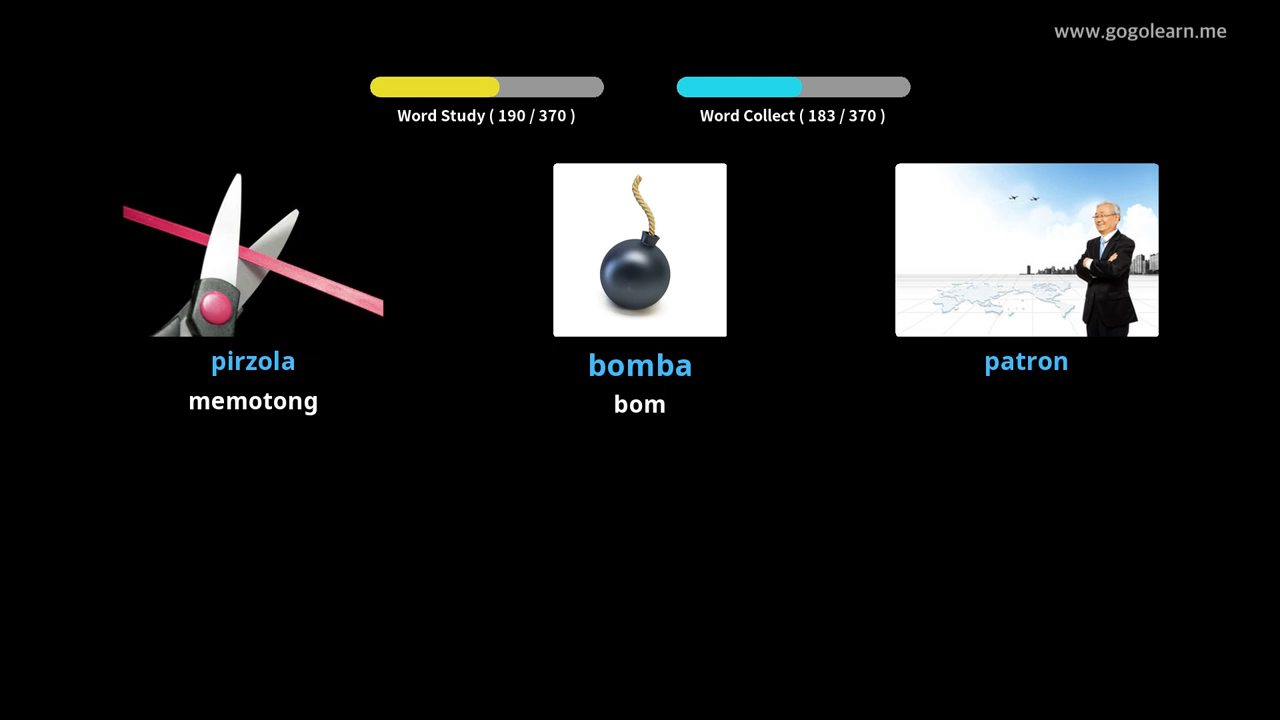 www.gogolearn.me
Word Study ( 190 / 370 )
Word Collect ( 183 / 370 )
pirzola
memotong
bomba
bom
patron